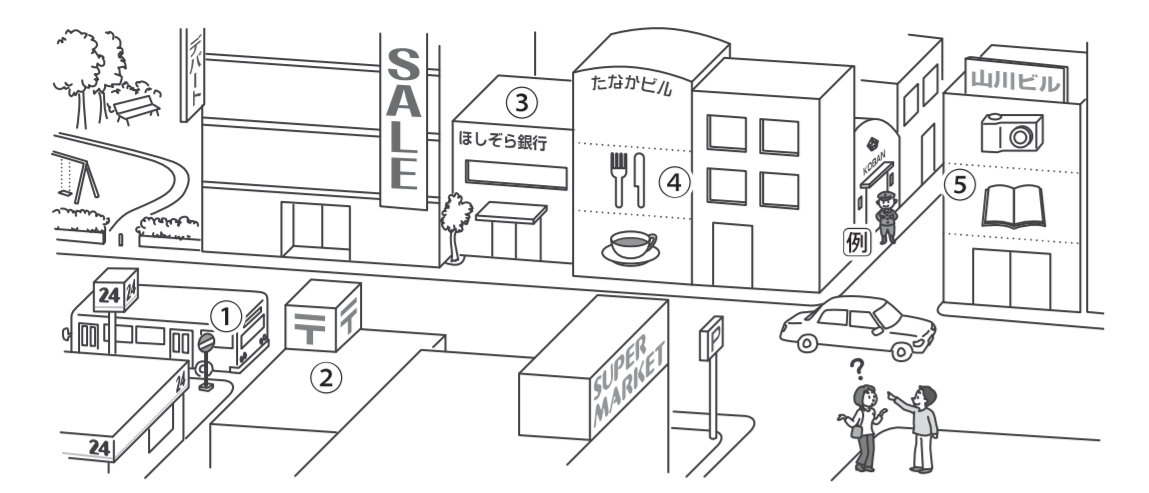 デパート
SALE
③
ほしぞら銀行
たなかビル
④
KOBAN
例
山川ビル
⑤
24
24
①
〒
〒
②
24
24
SUPER
MARKET
P
?